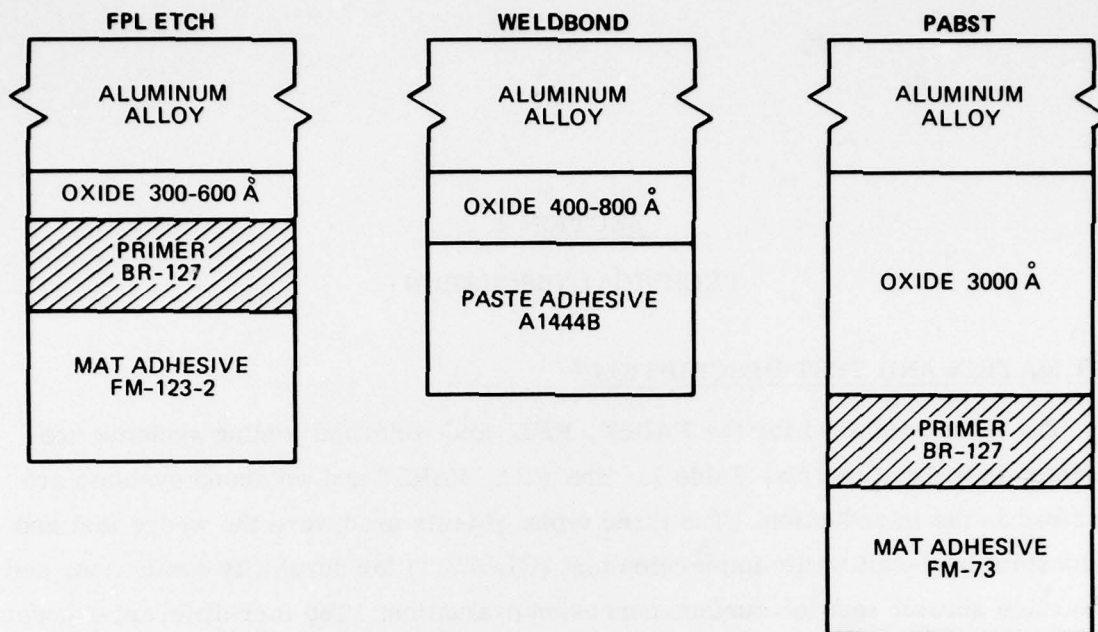 FPL ETCH
ALUMINUM
ALLOY
OXIDE 300-600 Å
PRIMER
BR-127
MAT ADHESIVE
FM-123-2
WELDBOND
ALUMINUM
ALLOY
OXIDE 400-800 Å
PASTE ADHESIVE
A1444B
PABST
ALUMINUM
ALLOY
OXIDE 3000 Å
PRIMER
BR-127
MAT ADHESIVE
FM-73